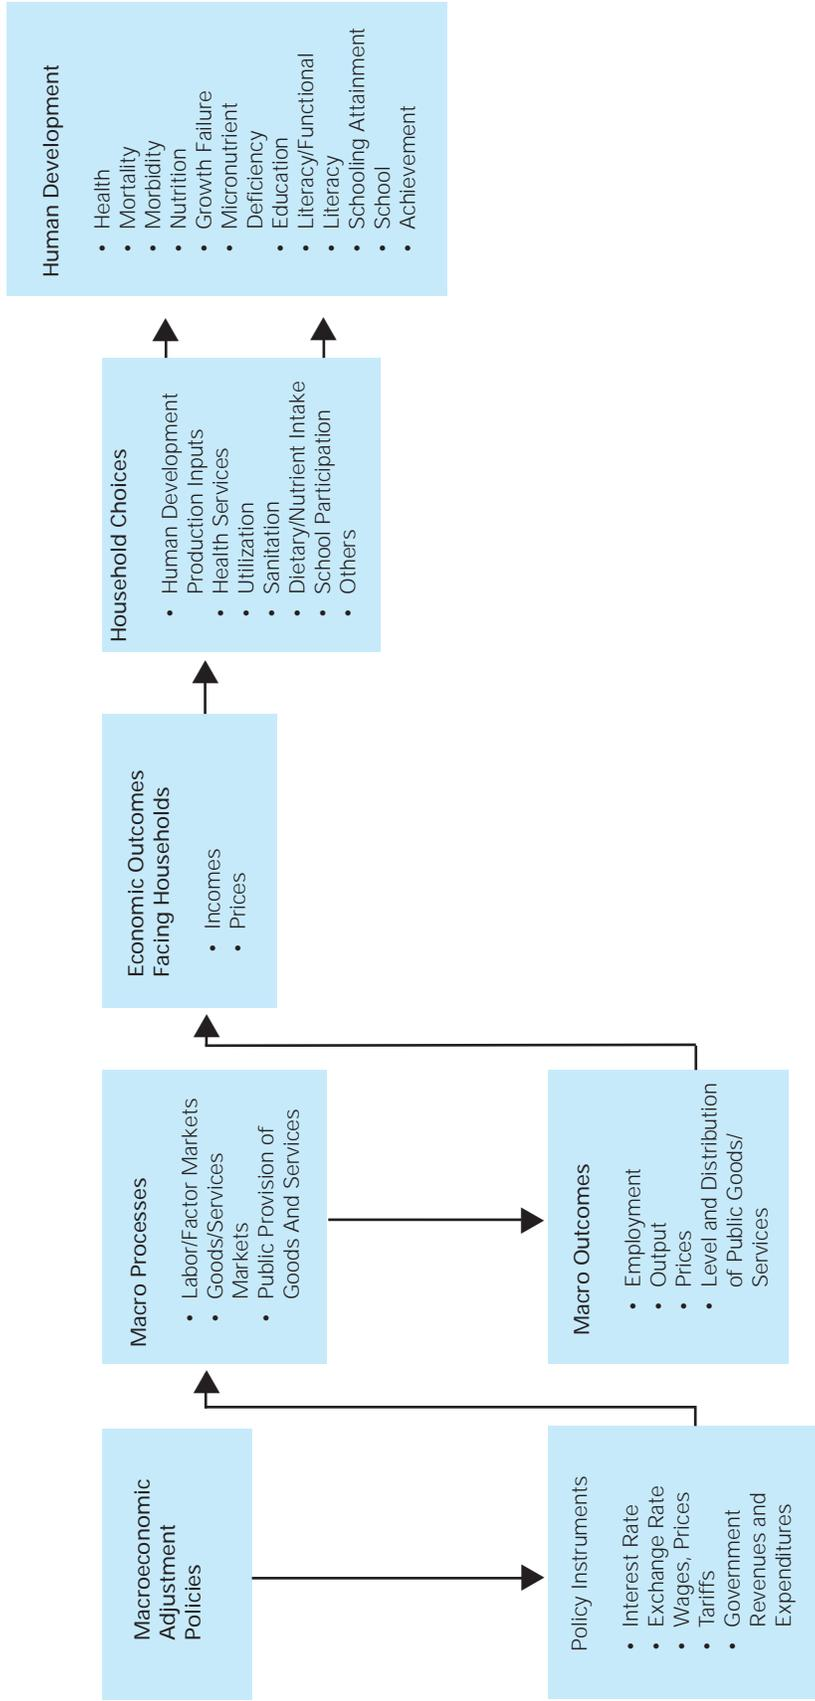 Macroeconomic
Adjustment
Policies
Policy Instruments
• Interest Rate
• Exchange Rate
• Wages, Prices
• Tariffs
• Government
Revenues and
Expenditures
Macro Processes
• Labor/Factor Markets
• Goods/Services
Markets
• Public Provision of
Goods And Services
Macro Outcomes
• Employment
• Output
• Prices
• Level and Distribution
of Public Goods/
Services
Economic Outcomes
Facing Households
• Incomes
• Prices
Household Choices
• Human Development
Production Inputs
• Health Services
• Utilization
• Sanitation
• Dietary/Nutrient Intake
• School Participation
• Others
Human Development
• Health
• Mortality
• Morbidity
• Nutrition
• Growth Failure
• Micronutrient
Deficiency
• Education
• Literacy/Functional
• Literacy
• Schooling Attainment
• School
• Achievement